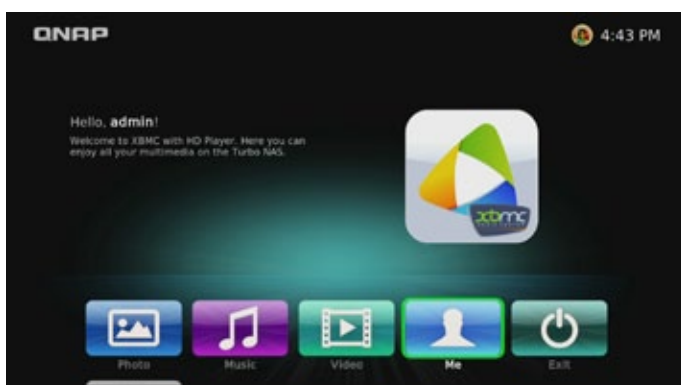 QNAP
4:43 PM
Hello, admin!
Welcome to XBMC with HD Player. Here you can
enjoy all your multimedia on the Turbo NAS.
xbmc
Photo
Music
Video
Me
Exit